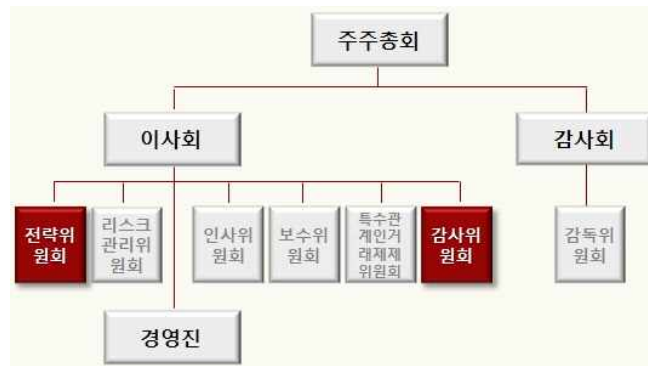 주주총회
이사회
감사회
전략위
원회
리스크
관리위
원회
인사위
원회
보수위
원회
특수관
계인거
래제제
위원회
감사위
원회
감독위
원회
경영진